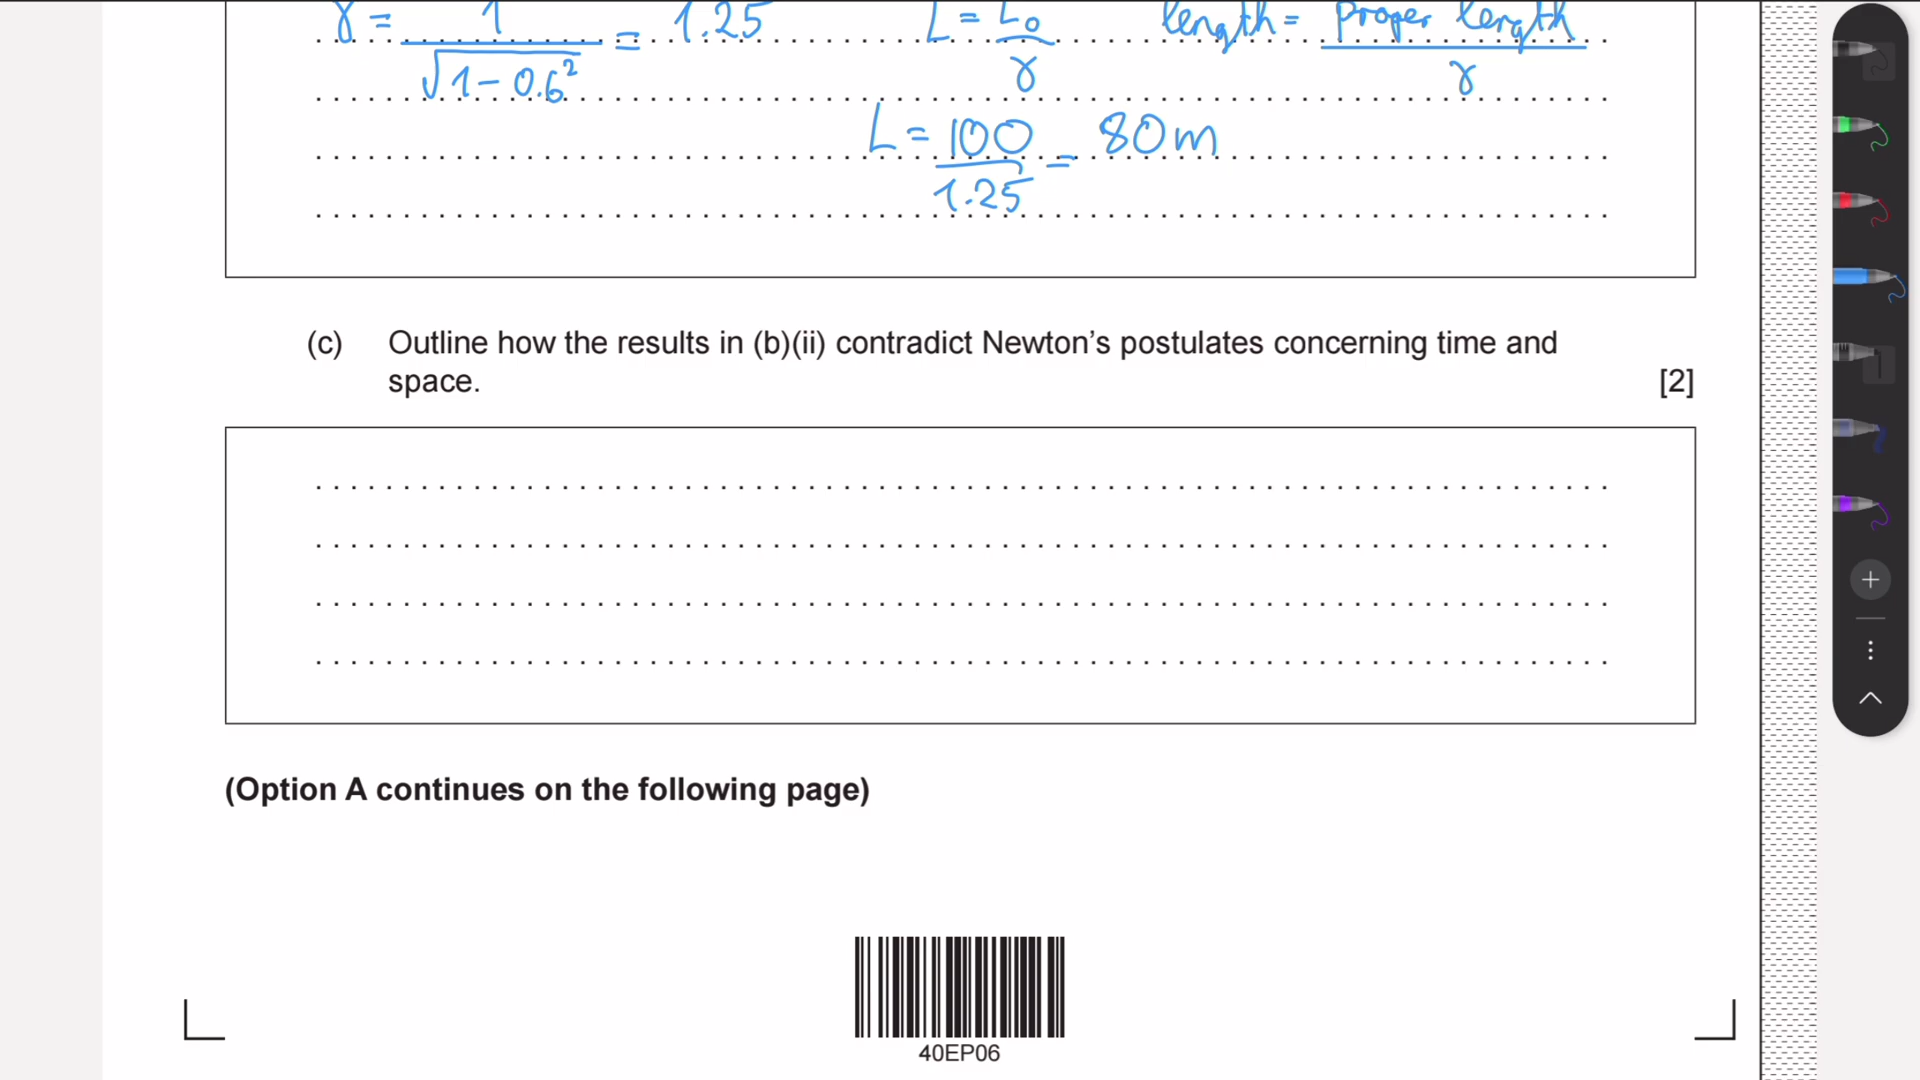 γ = 1 / √1 - 0.6² = 1.25 L = L₀ / γ length = Proper length / γ
L = 100 / 1.25 = 80m
(c) Outline how the results in (b)(ii) contradict Newton’s postulates concerning time and
space. [2]
(Option A continues on the following page)
40EP06